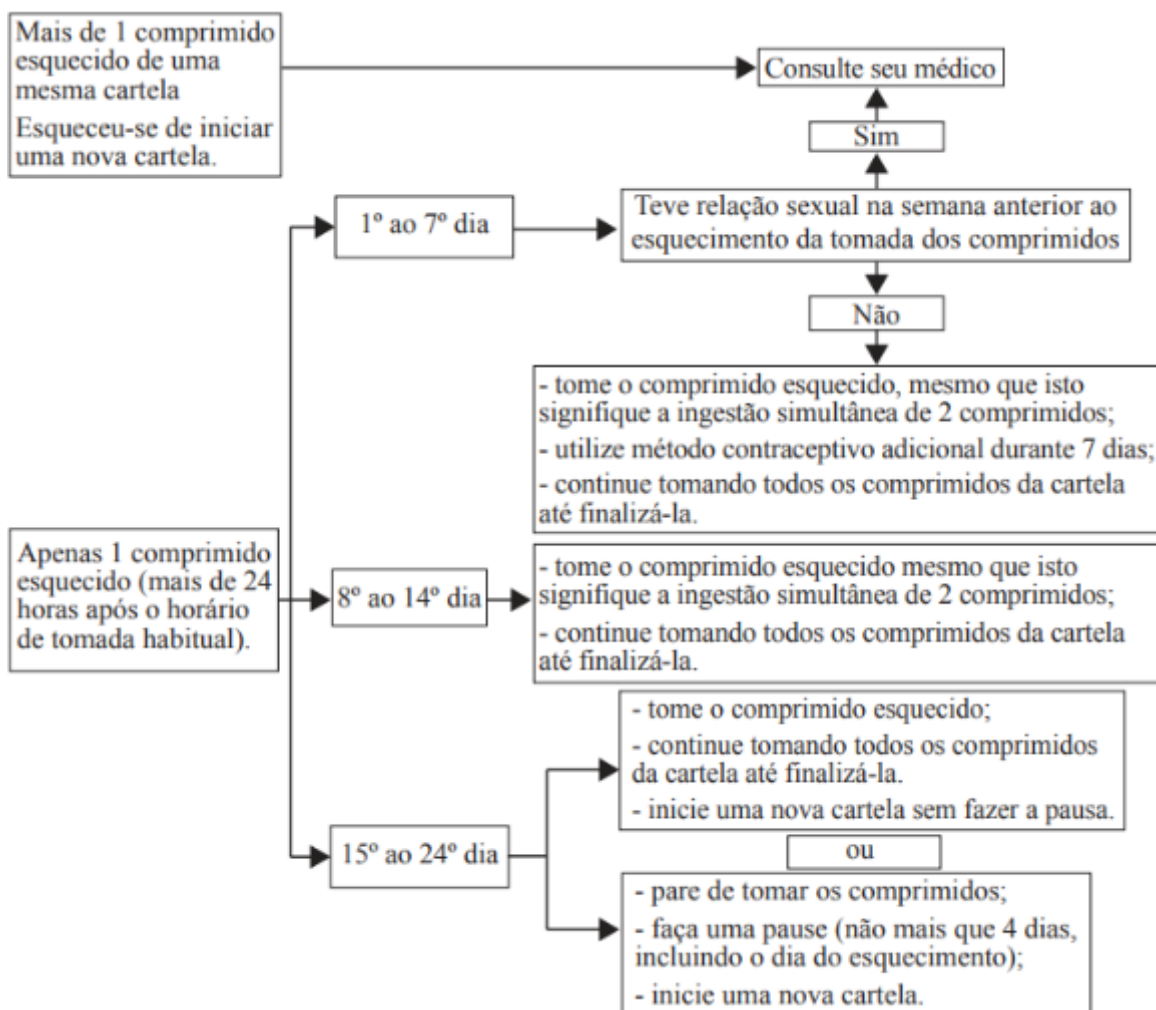 Mais de 1 comprimido
esquecido de uma
mesma cartela
Esqueceu-se de iniciar
uma nova cartela.
Consulte seu médico
Sim
1º ao 7º dia
Teve relação sexual na semana anterior ao
esquecimento da tomada dos comprimidos
Não
- tome o comprimido esquecido, mesmo que isto
signifique a ingestão simultânea de 2 comprimidos;
- utilize método contraceptivo adicional durante 7 dias;
- continue tomando todos os comprimidos da cartela
até finalizá-la.
Apenas 1 comprimido
esquecido (mais de 24
horas após o horário
de tomada habitual).
8º ao 14º dia
- tome o comprimido esquecido mesmo que isto
signifique a ingestão simultânea de 2 comprimidos;
- continue tomando todos os comprimidos da cartela
até finalizá-la.
15º ao 24º dia
- tome o comprimido esquecido;
- continue tomando todos os comprimidos
da cartela até finalizá-la.
- inicie uma nova cartela sem fazer a pausa.
ou
- pare de tomar os comprimidos;
- faça uma pause (não mais que 4 dias,
incluindo o dia do esquecimento);
- inicie uma nova cartela.